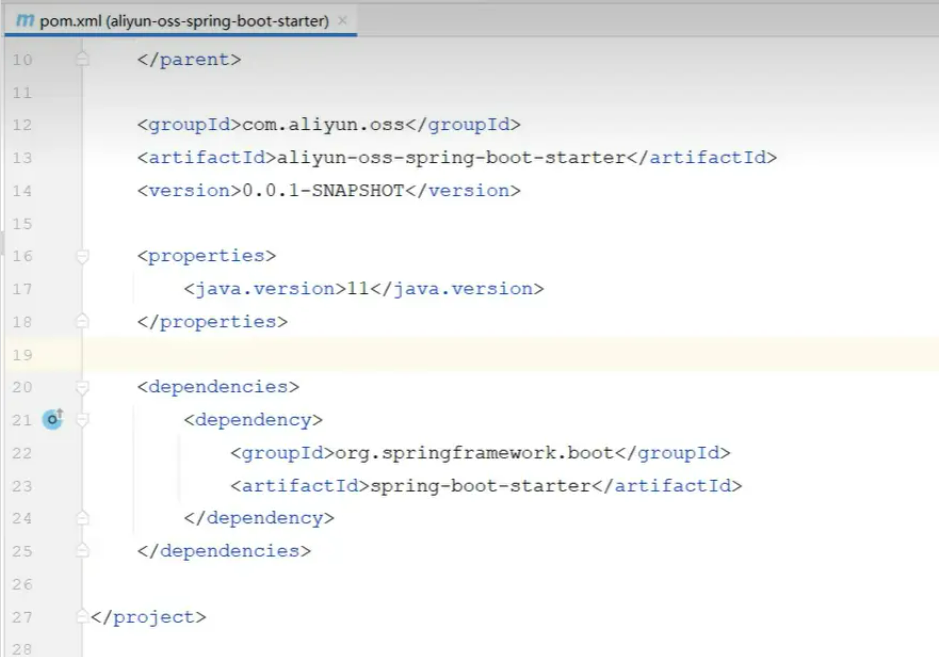 m pom.xml (aliyun-oss-spring-boot-starter) ×
10 </parent>
11
12 <groupId>com.aliyun.oss</groupId>
13 <artifactId>aliyun-oss-spring-boot-starter</artifactId>
14 <version>0.0.1-SNAPSHOT</version>
15
16 <properties>
17 <java.version>11</java.version>
18 </properties>
19
20 <dependencies>
21 <dependency>
22 <groupId>org.springframework.boot</groupId>
23 <artifactId>spring-boot-starter</artifactId>
24 </dependency>
25 </dependencies>
26
27 </project>
28